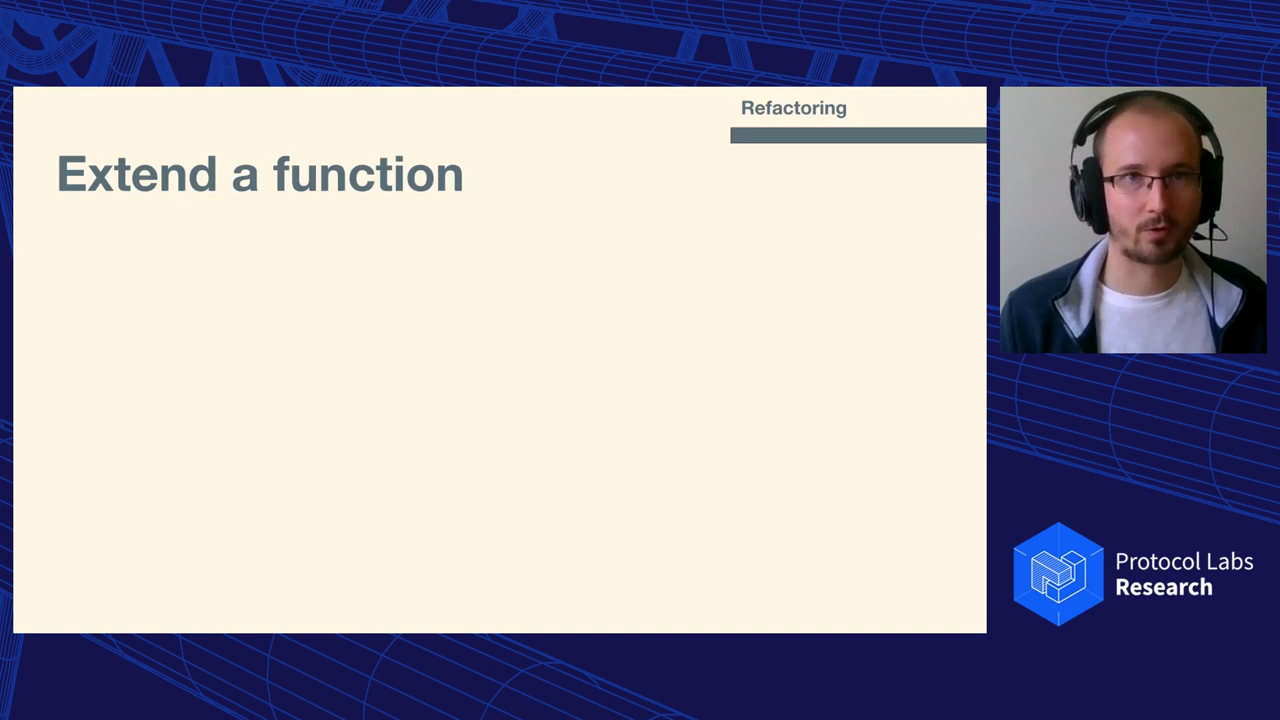 Refactoring
Extend a function
Protocol Labs
Research